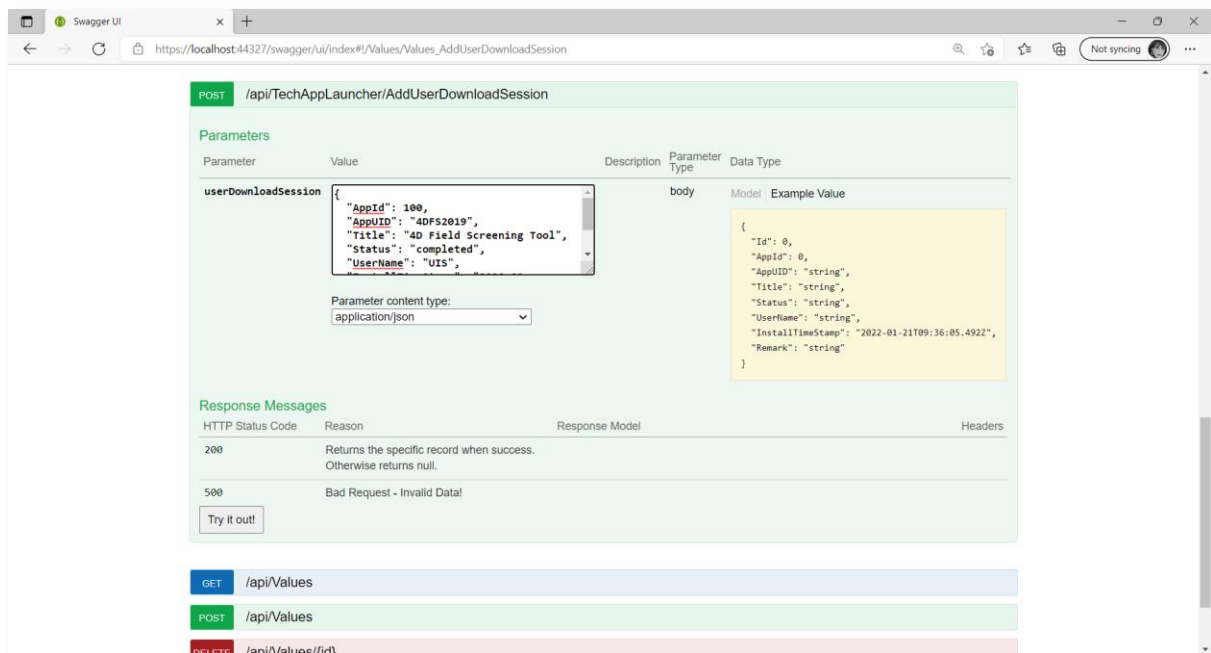 Swagger UI
https://localhost:44327/swagger/ui/index#!/Values/Values_AddUserDownloadSession
Not syncing
POST /api/TechAppLauncher/AddUserDownloadSession
Parameters
Parameter Value Description Parameter Type Data Type
userDownloadSession
{
"AppId": 100,
"AppUID": "4DFS2019",
"Title": "4D Field Screening Tool",
"Status": "completed",
"UserName": "UIS",
Parameter content type:
application/json
body
Model Example Value
{
"Id": 0,
"AppId": 0,
"AppUID": "string",
"Title": "string",
"Status": "string",
"UserName": "string",
"InstallTimeStamp": "2022-01-21T09:36:05.492Z",
"Remark": "string"
}
Response Messages
HTTP Status Code Reason Response Model Headers
200 Returns the specific record when success.
Otherwise returns null.
500 Bad Request - Invalid Data!
Try it out!
GET /api/Values
POST /api/Values
DELETE /api/Values/{id}